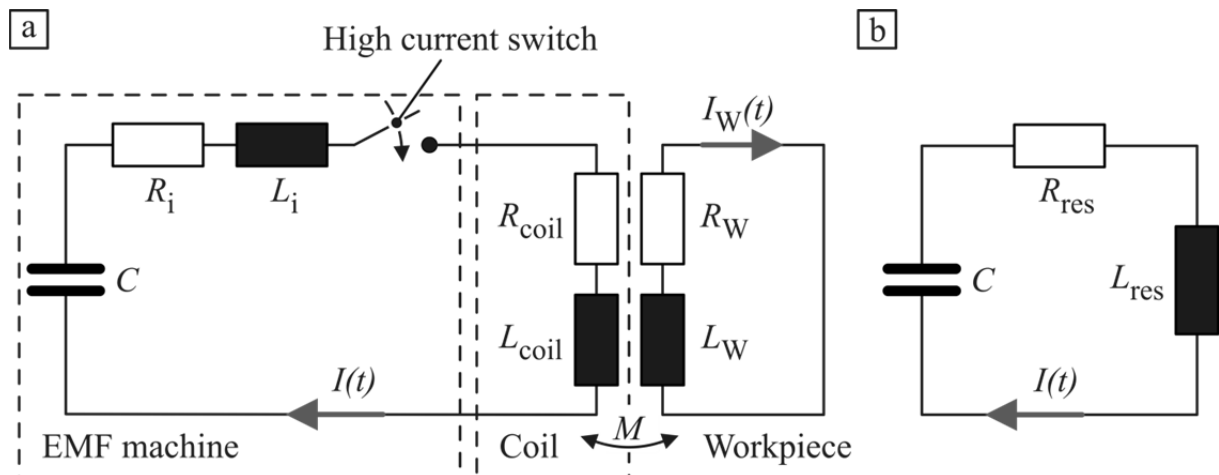 a
b
High current switch
I_W(t)
R_i
L_i
R_coil
R_W
R_res
C
C
L_coil
L_W
L_res
I(t)
I(t)
M
EMF machine
Coil
Workpiece